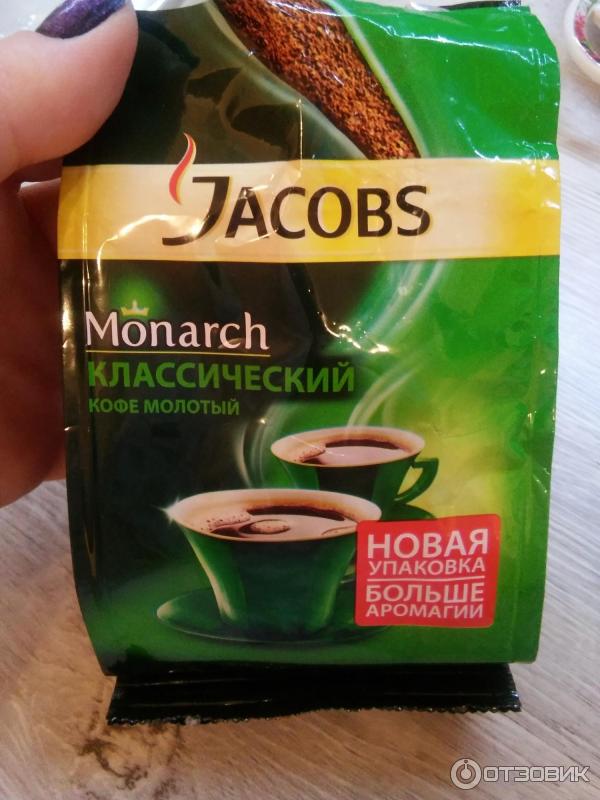 JACOBS
Monarch
КЛАССИЧЕСКИЙ
КОФЕ МОЛОТЫЙ
НОВАЯ
УПАКОВКА
БОЛЬШЕ
АРОМАГИИ
ОТЗОВИК